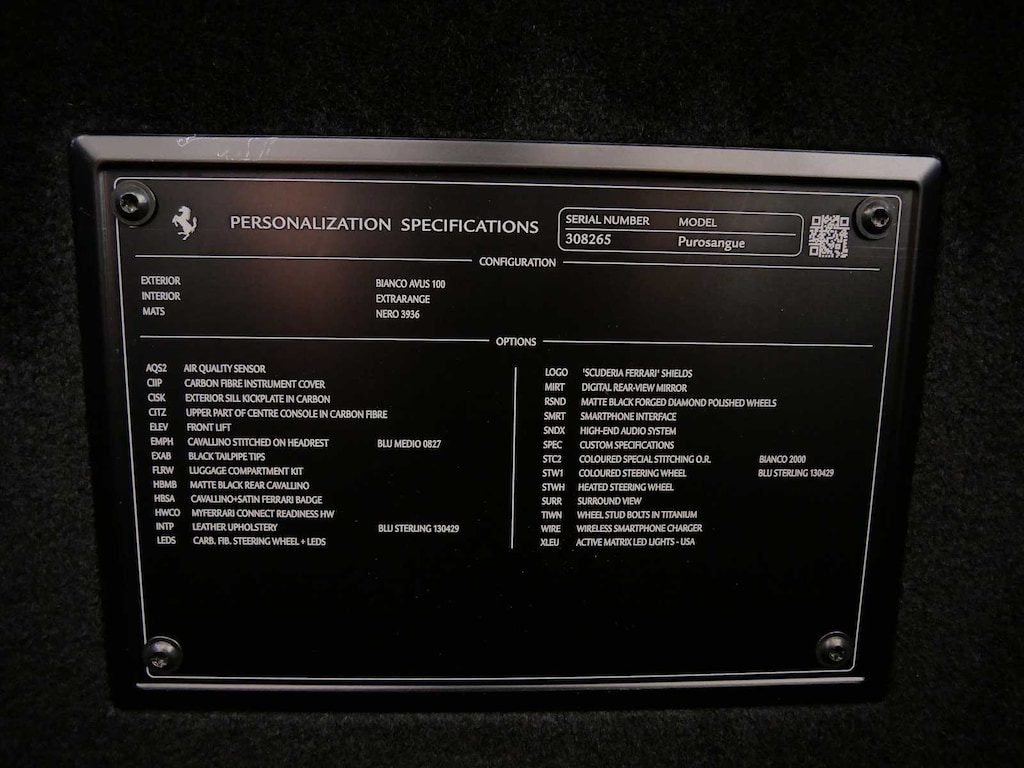 PERSONALIZATION SPECIFICATIONS
SERIAL NUMBER MODEL
308265 Purosangue
CONFIGURATION
EXTERIOR BIANCO AVUS 100
INTERIOR EXTRARANGE
MATS NERO 3936
OPTIONS
AQS2 AIR QUALITY SENSOR
CIIP CARBON FIBRE INSTRUMENT COVER
CISK EXTERIOR SILL KICKPLATE IN CARBON
CITZ UPPER PART OF CENTRE CONSOLE IN CARBON FIBRE
ELEV FRONT LIFT
EMPH CAVALLINO STITCHED ON HEADREST BLU MEDIO 0827
EXAB BLACK TAILPIPE TIPS
FLRW LUGGAGE COMPARTMENT KIT
HBMB MATTE BLACK REAR CAVALLINO
HBSA CAVALLINO+SATIN FERRARI BADGE
HWCO MYFERRARI CONNECT READINESS HW
INTP LEATHER UPHOLSTERY BLU STERLING 130429
LEDS CARB. FIB. STEERING WHEEL + LEDS
LOGO 'SCUDERIA FERRARI' SHIELDS
MIRT DIGITAL REAR-VIEW MIRROR
RSND MATTE BLACK FORGED DIAMOND POLISHED WHEELS
SMRT SMARTPHONE INTERFACE
SNDX HIGH-END AUDIO SYSTEM
SPEC CUSTOM SPECIFICATIONS
STC2 COLOURED SPECIAL STITCHING O.R. BIANCO 2000
STW1 COLOURED STEERING WHEEL BLU STERLING 130429
STWH HEATED STEERING WHEEL
SURR SURROUND VIEW
TIWN WHEEL STUD BOLTS IN TITANIUM
WIRE WIRELESS SMARTPHONE CHARGER
XLEU ACTIVE MATRIX LED LIGHTS - USA